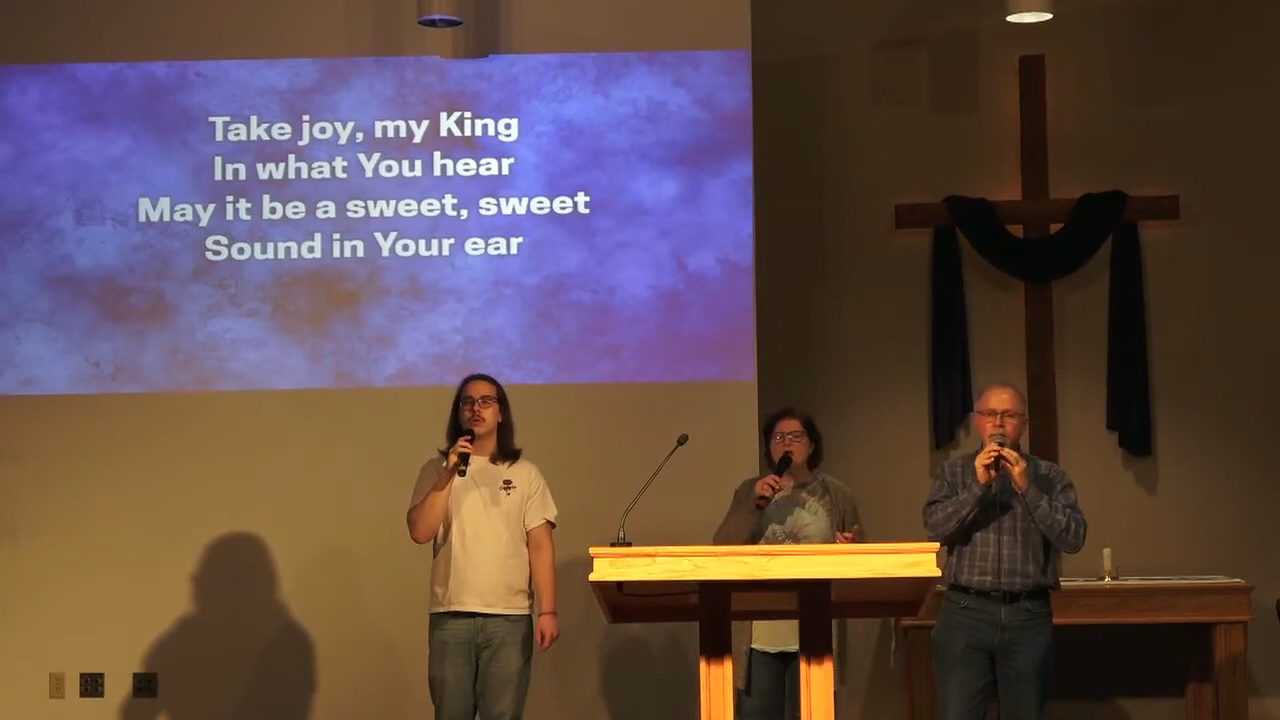 Take joy, my King
In what You hear
May it be a sweet, sweet
Sound in Your ear